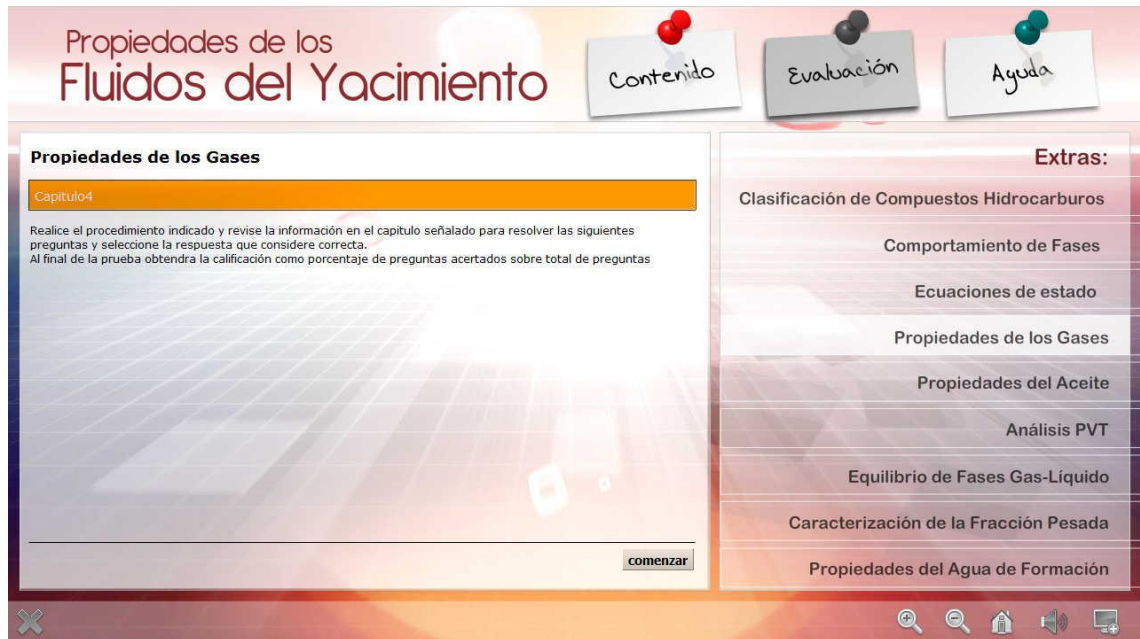 Propiedades de los
Fluidos del Yacimiento
Contenido
Evaluación
Ayuda
Propiedades de los Gases
Capitulo4
Realice el procedimiento indicado y revise la información en el capitulo señalado para resolver las siguientes
preguntas y seleccione la respuesta que considere correcta.
Al final de la prueba obtendra la calificación como porcentaje de preguntas acertados sobre total de preguntas
comenzar
Extras:
Clasificación de Compuestos Hidrocarburos
Comportamiento de Fases
Ecuaciones de estado
Propiedades de los Gases
Propiedades del Aceite
Análisis PVT
Equilibrio de Fases Gas-Líquido
Caracterización de la Fracción Pesada
Propiedades del Agua de Formación